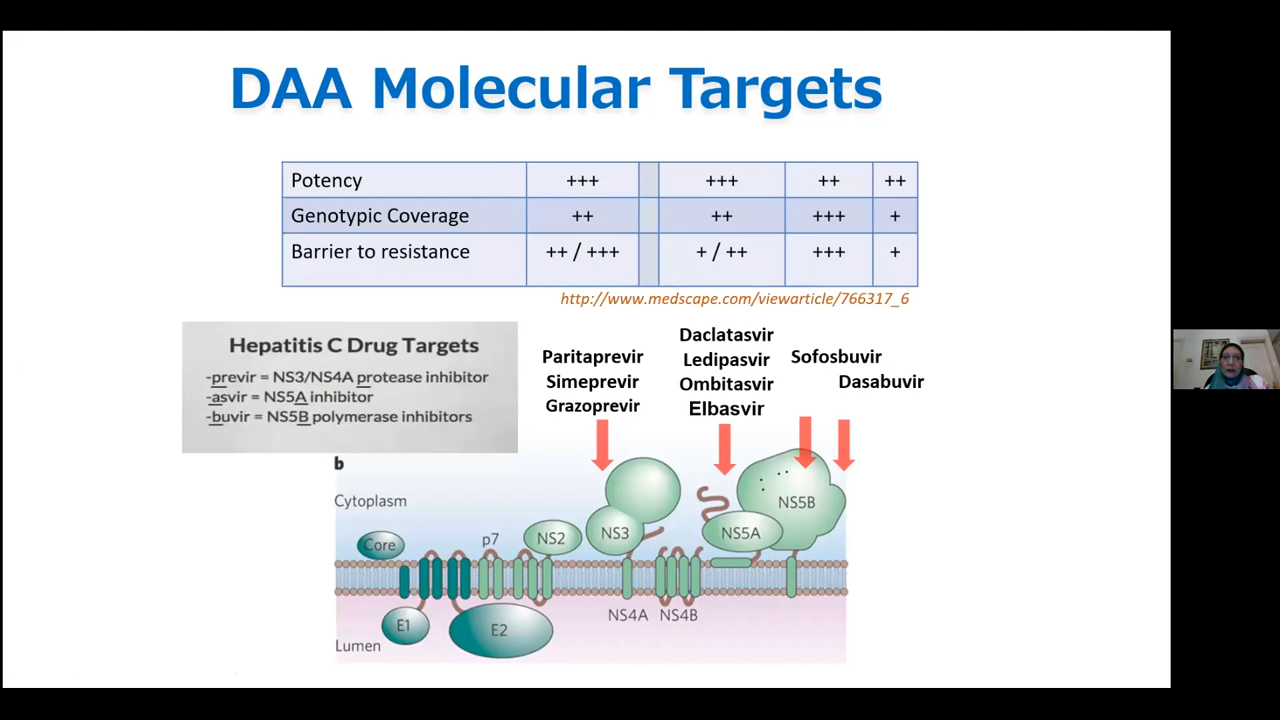 DAA Molecular Targets
Potency +++ +++ ++ ++
Genotypic Coverage ++ ++ +++ +
Barrier to resistance ++ / +++ + / ++ +++ +
http://www.medscape.com/viewarticle/766317_6
Hepatitis C Drug Targets
-previr = NS3/NS4A protease inhibitor
-asvir = NS5A inhibitor
-buvir = NS5B polymerase inhibitors
Paritaprevir
Simeprevir
Grazoprevir
Daclatasvir
Ledipasvir
Ombitasvir
Elbasvir
Sofosbuvir
Dasabuvir
b
Cytoplasm
Core
p7
NS2
NS3
NS5A
NS5B
NS4A
NS4B
E1
E2
Lumen